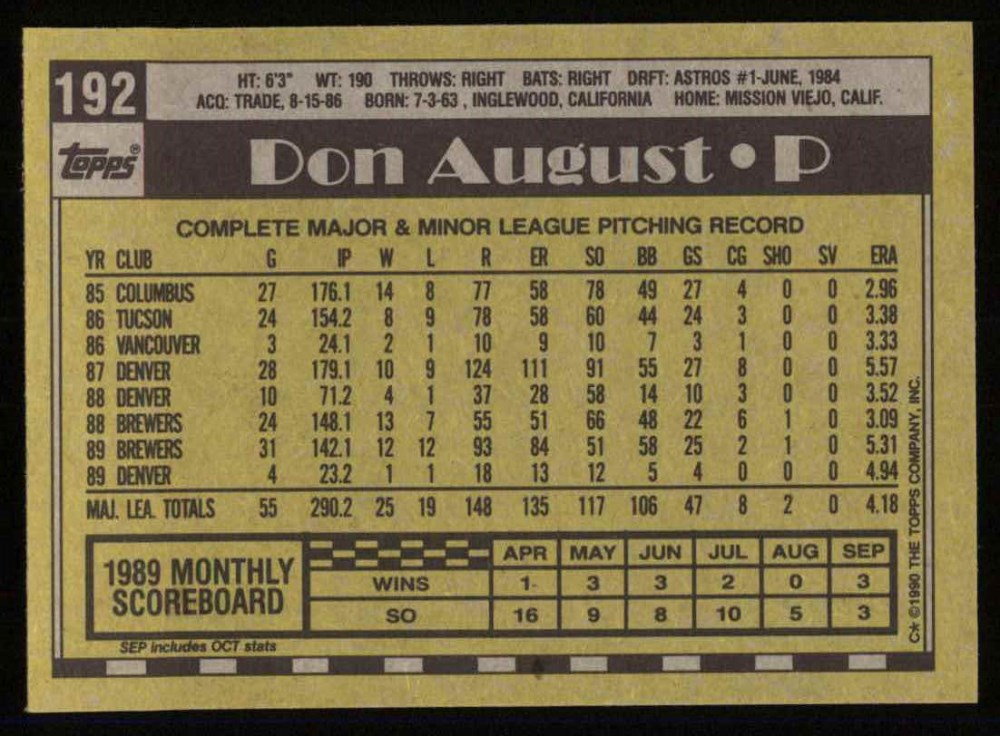 192
HT: 6'3" WT: 190 THROWS: RIGHT BATS: RIGHT DRFT: ASTROS #1-JUNE, 1984
ACQ: TRADE, 8-15-86 BORN: 7-3-63 , INGLEWOOD, CALIFORNIA HOME: MISSION VIEJO, CALIF.
topps®
Don August • P
COMPLETE MAJOR & MINOR LEAGUE PITCHING RECORD
YR CLUB G IP W L R ER SO BB GS CG SHO SV ERA
85 COLUMBUS 27 176.1 14 8 77 58 78 49 27 4 0 0 2.96
86 TUCSON 24 154.2 8 9 78 58 60 44 24 3 0 0 3.38
86 VANCOUVER 3 24.1 2 1 10 9 10 7 3 1 0 0 3.33
87 DENVER 28 179.1 10 9 124 111 91 55 27 8 0 0 5.57
88 DENVER 10 71.2 4 1 37 28 58 14 10 3 0 0 3.52
88 BREWERS 24 148.1 13 7 55 51 66 48 22 6 1 0 3.09
89 BREWERS 31 142.1 12 12 93 84 51 58 25 2 1 0 5.31
89 DENVER 4 23.2 1 1 18 13 12 5 4 0 0 0 4.94
MAJ. LEA. TOTALS 55 290.2 25 19 148 135 117 106 47 8 2 0 4.18
1989 MONTHLY
SCOREBOARD
APR MAY JUN JUL AUG SEP
WINS 1 3 3 2 0 3
SO 16 9 8 10 5 3
SEP includes OCT stats
C* ©1990 THE TOPPS COMPANY, INC.